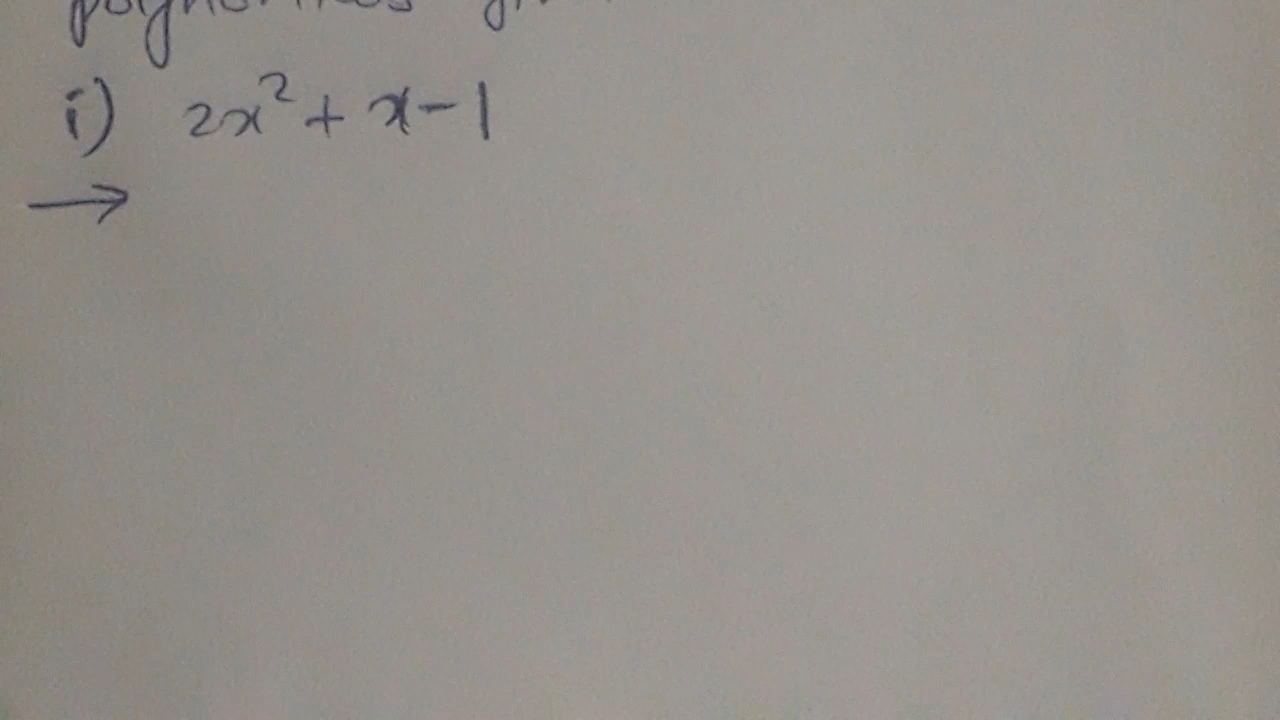 i) 2x² + x - 1
→